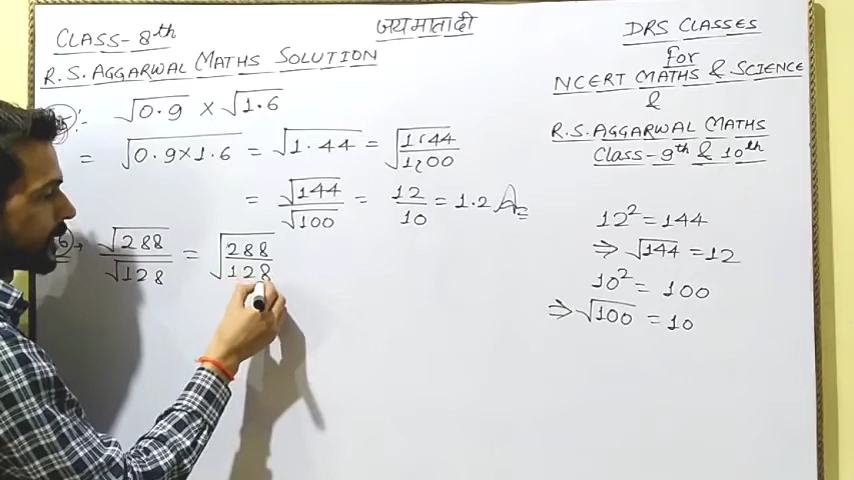 CLASS- 8th
जय माता दी
R.S. AGGARWAL MATHS SOLUTION
√0.9 × √1.6
= √0.9×1.6 = √1.44 = √144/100
= √144/√100 = 12/10 = 1.2 Ans
√288/√128 = √288/128
DRS CLASSES
for
NCERT MATHS & SCIENCE
&
R.S. AGGARWAL MATHS
Class-9th & 10th
12² = 144
⇒ √144 = 12
10² = 100
⇒ √100 = 10